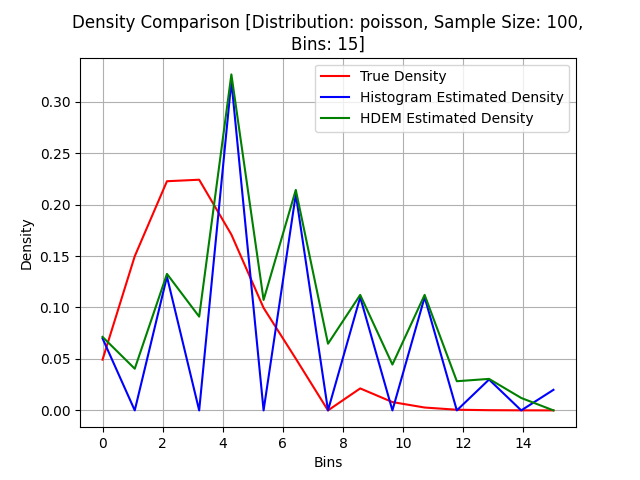 Density Comparison [Distribution: poisson, Sample Size: 100,
Bins: 15]
True Density
Histogram Estimated Density
HDEM Estimated Density
Density
0.30
0.25
0.20
0.15
0.10
0.05
0.00
0 2 4 6 8 10 12 14
Bins